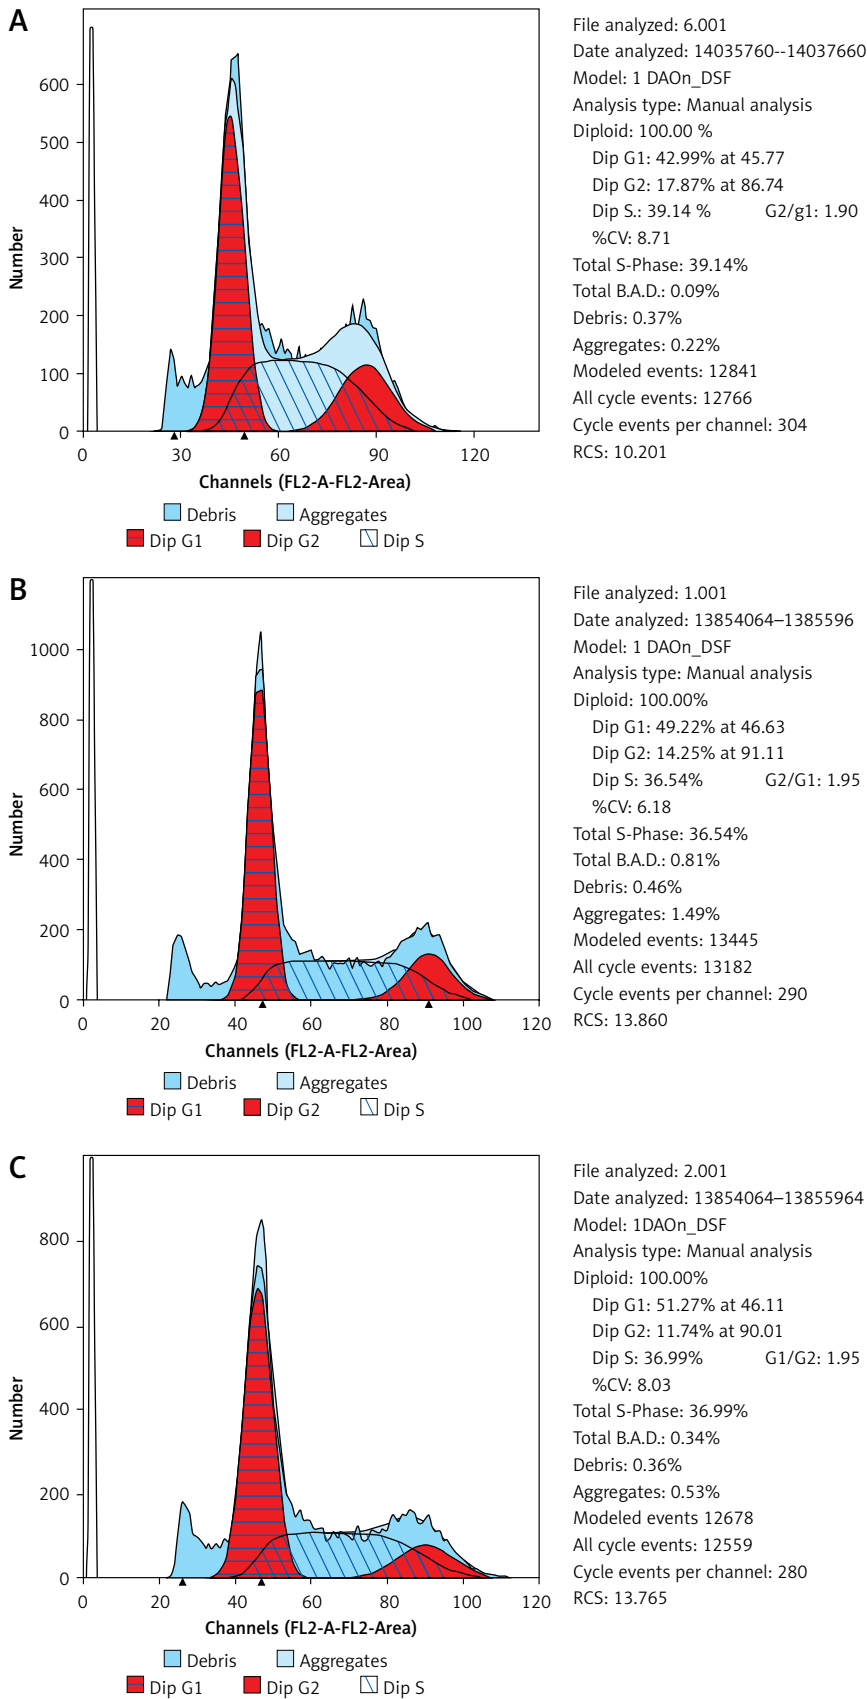 A
Number
600
500
400
300
200
100
0
0 30 60 90 120
Channels (FL2-A-FL2-Area)
Debris Aggregates
Dip G1 Dip G2 Dip S
File analyzed: 6.001
Date analyzed: 14035760--14037660
Model: 1 DAOn_DSF
Analysis type: Manual analysis
Diploid: 100.00 %
Dip G1: 42.99% at 45.77
Dip G2: 17.87% at 86.74
Dip S.: 39.14 % G2/g1: 1.90
%CV: 8.71
Total S-Phase: 39.14%
Total B.A.D.: 0.09%
Debris: 0.37%
Aggregates: 0.22%
Modeled events: 12841
All cycle events: 12766
Cycle events per channel: 304
RCS: 10.201
B
Number
1000
800
600
400
200
0
0 20 40 60 80 100 120
Channels (FL2-A-FL2-Area)
Debris Aggregates
Dip G1 Dip G2 Dip S
File analyzed: 1.001
Date analyzed: 13854064–1385596
Model: 1 DAOn_DSF
Analysis type: Manual analysis
Diploid: 100.00%
Dip G1: 49.22% at 46.63
Dip G2: 14.25% at 91.11
Dip S: 36.54% G2/G1: 1.95
%CV: 6.18
Total S-Phase: 36.54%
Total B.A.D.: 0.81%
Debris: 0.46%
Aggregates: 1.49%
Modeled events: 13445
All cycle events: 13182
Cycle events per channel: 290
RCS: 13.860
C
Number
800
600
400
200
0
0 20 40 60 80 100 120
Channels (FL2-A-FL2-Area)
Debris Aggregates
Dip G1 Dip G2 Dip S
File analyzed: 2.001
Date analyzed: 13854064–13855964
Model: 1DAOn_DSF
Analysis type: Manual analysis
Diploid: 100.00%
Dip G1: 51.27% at 46.11
Dip G2: 11.74% at 90.01
Dip S: 36.99% G1/G2: 1.95
%CV: 8.03
Total S-Phase: 36.99%
Total B.A.D.: 0.34%
Debris: 0.36%
Aggregates: 0.53%
Modeled events 12678
All cycle events: 12559
Cycle events per channel: 280
RCS: 13.765